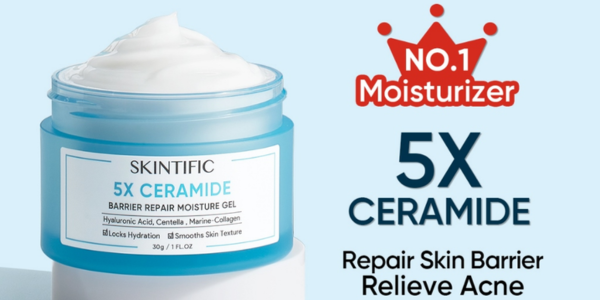 SKINTIFIC
5X CERAMIDE
BARRIER REPAIR MOISTURE GEL
Hyaluronic Acid, Centella , Marine-Collagen
Locks Hydration Smooths Skin Texture
30g / 1 FL.OZ
NO.1
Moisturizer
5X
CERAMIDE
Repair Skin Barrier
Relieve Acne